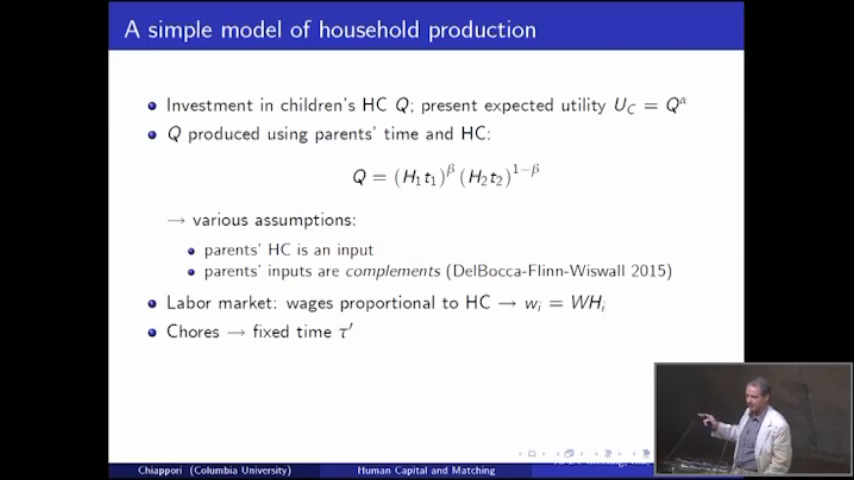 A simple model of household production
Investment in children's HC Q; present expected utility U_C = Q^α
Q produced using parents' time and HC:
Q = (H₁t₁)^β (H₂t₂)^{1−β}
→ various assumptions:
parents' HC is an input
parents' inputs are complements (DelBocca-Flinn-Wiswall 2015)
Labor market: wages proportional to HC → w_i = WH_i
Chores → fixed time τ′
Chiappori (Columbia University)
Human Capital and Matching